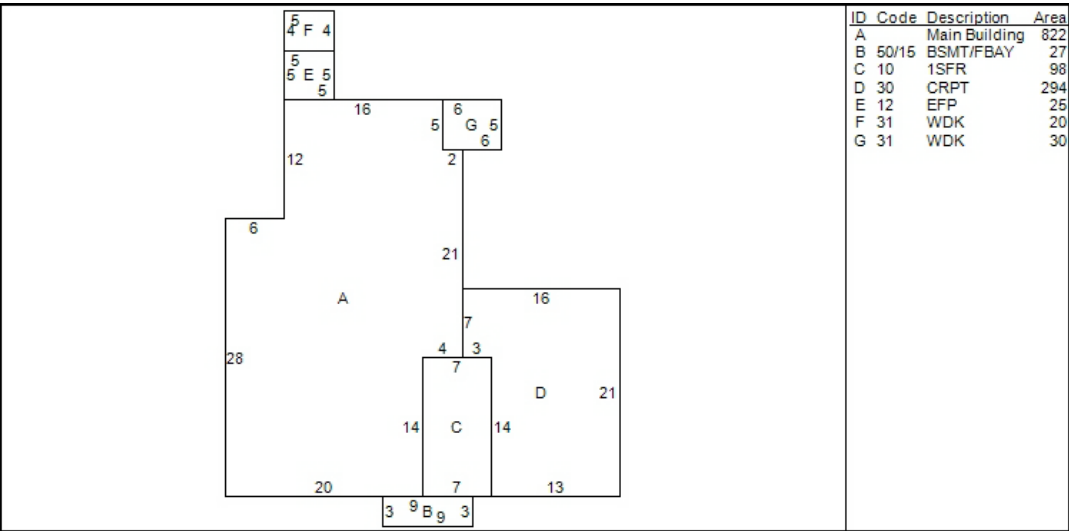 5
4 F 4
5
5 E 5
5
16
6
5 G 5
6
12
2
6
21
A
16
7
4 3
7
28
D
21
14 C 14
20
7
13
3 9 B 9 3
ID Code Description Area
A Main Building 822
B 50/15 BSMT/FBAY 27
C 10 1SFR 98
D 30 CRPT 294
E 12 EFP 25
F 31 WDK 20
G 31 WDK 30